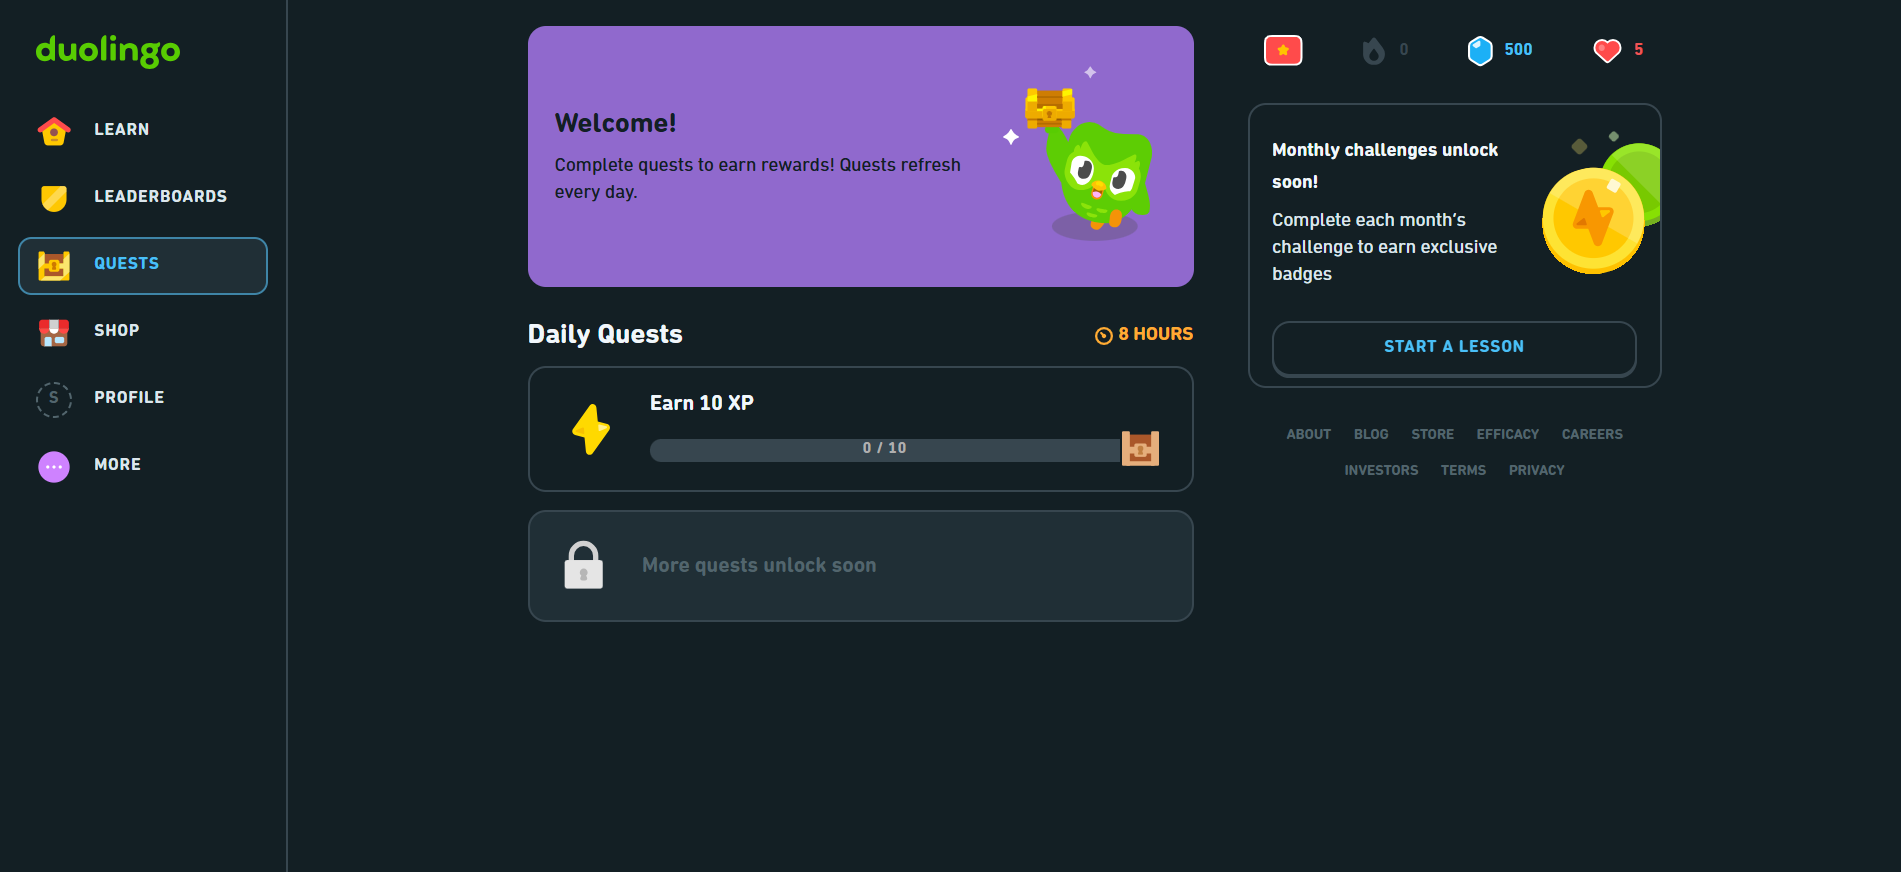 duolingo
LEARN
LEADERBOARDS
QUESTS
SHOP
S
PROFILE
MORE
Welcome!
Complete quests to earn rewards! Quests refresh
every day.
Daily Quests
8 HOURS
Earn 10 XP
0 / 10
More quests unlock soon
0
500
5
Monthly challenges unlock
soon!
Complete each month's
challenge to earn exclusive
badges
START A LESSON
ABOUT BLOG STORE EFFICACY CAREERS
INVESTORS TERMS PRIVACY